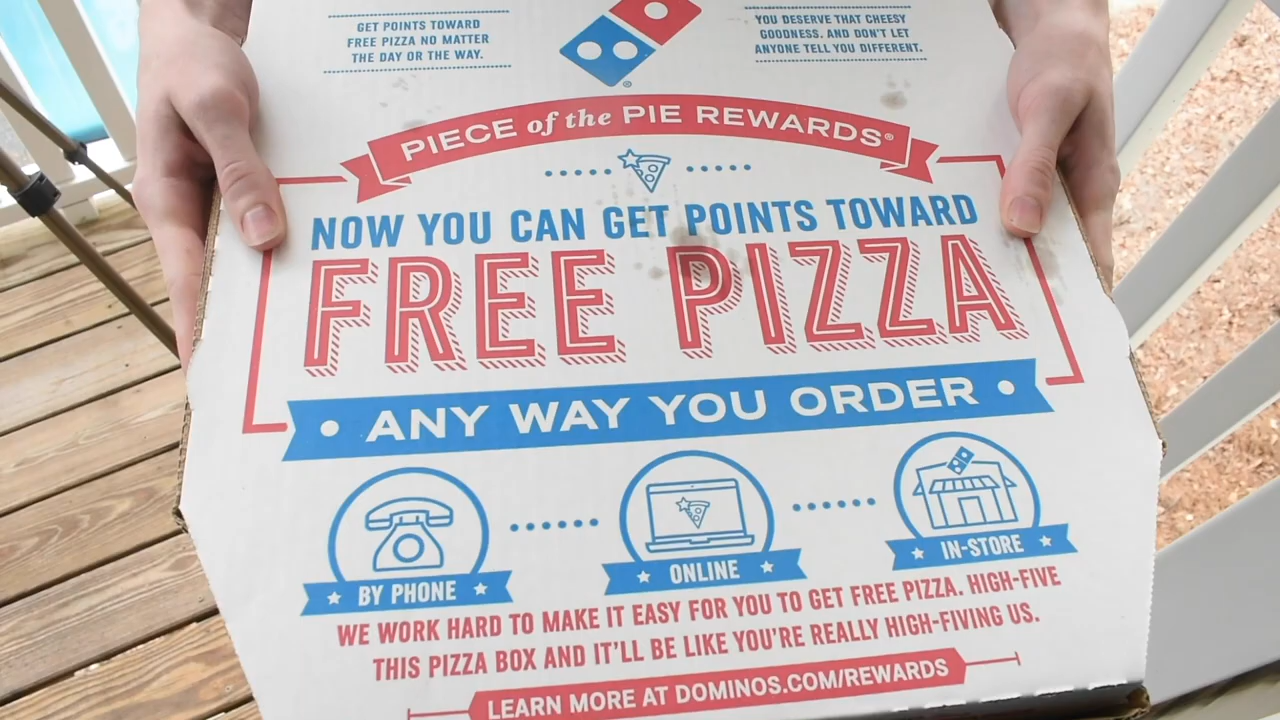 GET POINTS TOWARD
FREE PIZZA NO MATTER
THE DAY OR THE WAY.
YOU DESERVE THAT CHEESY
GOODNESS. AND DON'T LET
ANYONE TELL YOU DIFFERENT.
PIECE of the PIE REWARDS®
NOW YOU CAN GET POINTS TOWARD
FREE PIZZA
ANY WAY YOU ORDER
BY PHONE
ONLINE
IN-STORE
WE WORK HARD TO MAKE IT EASY FOR YOU TO GET FREE PIZZA. HIGH-FIVE
THIS PIZZA BOX AND IT'LL BE LIKE YOU'RE REALLY HIGH-FIVING US.
LEARN MORE AT DOMINOS.COM/REWARDS